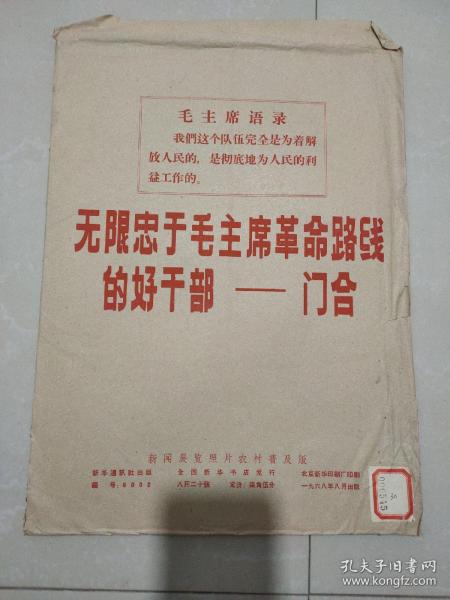 毛主席语录
我們这个队伍完全是为着解
放人民的，是彻底地为人民的利
益工作的。
无限忠于毛主席革命路线
的好干部 —— 门合
新闻展览照片农村普及版
新华通訊社出版 全国新华书店发行 北京新华印刷厂印刷
編号：6002 八开二十张 定价：柒角伍分 一九六八年八月出版
孔夫子旧书网
www.kongfz.com